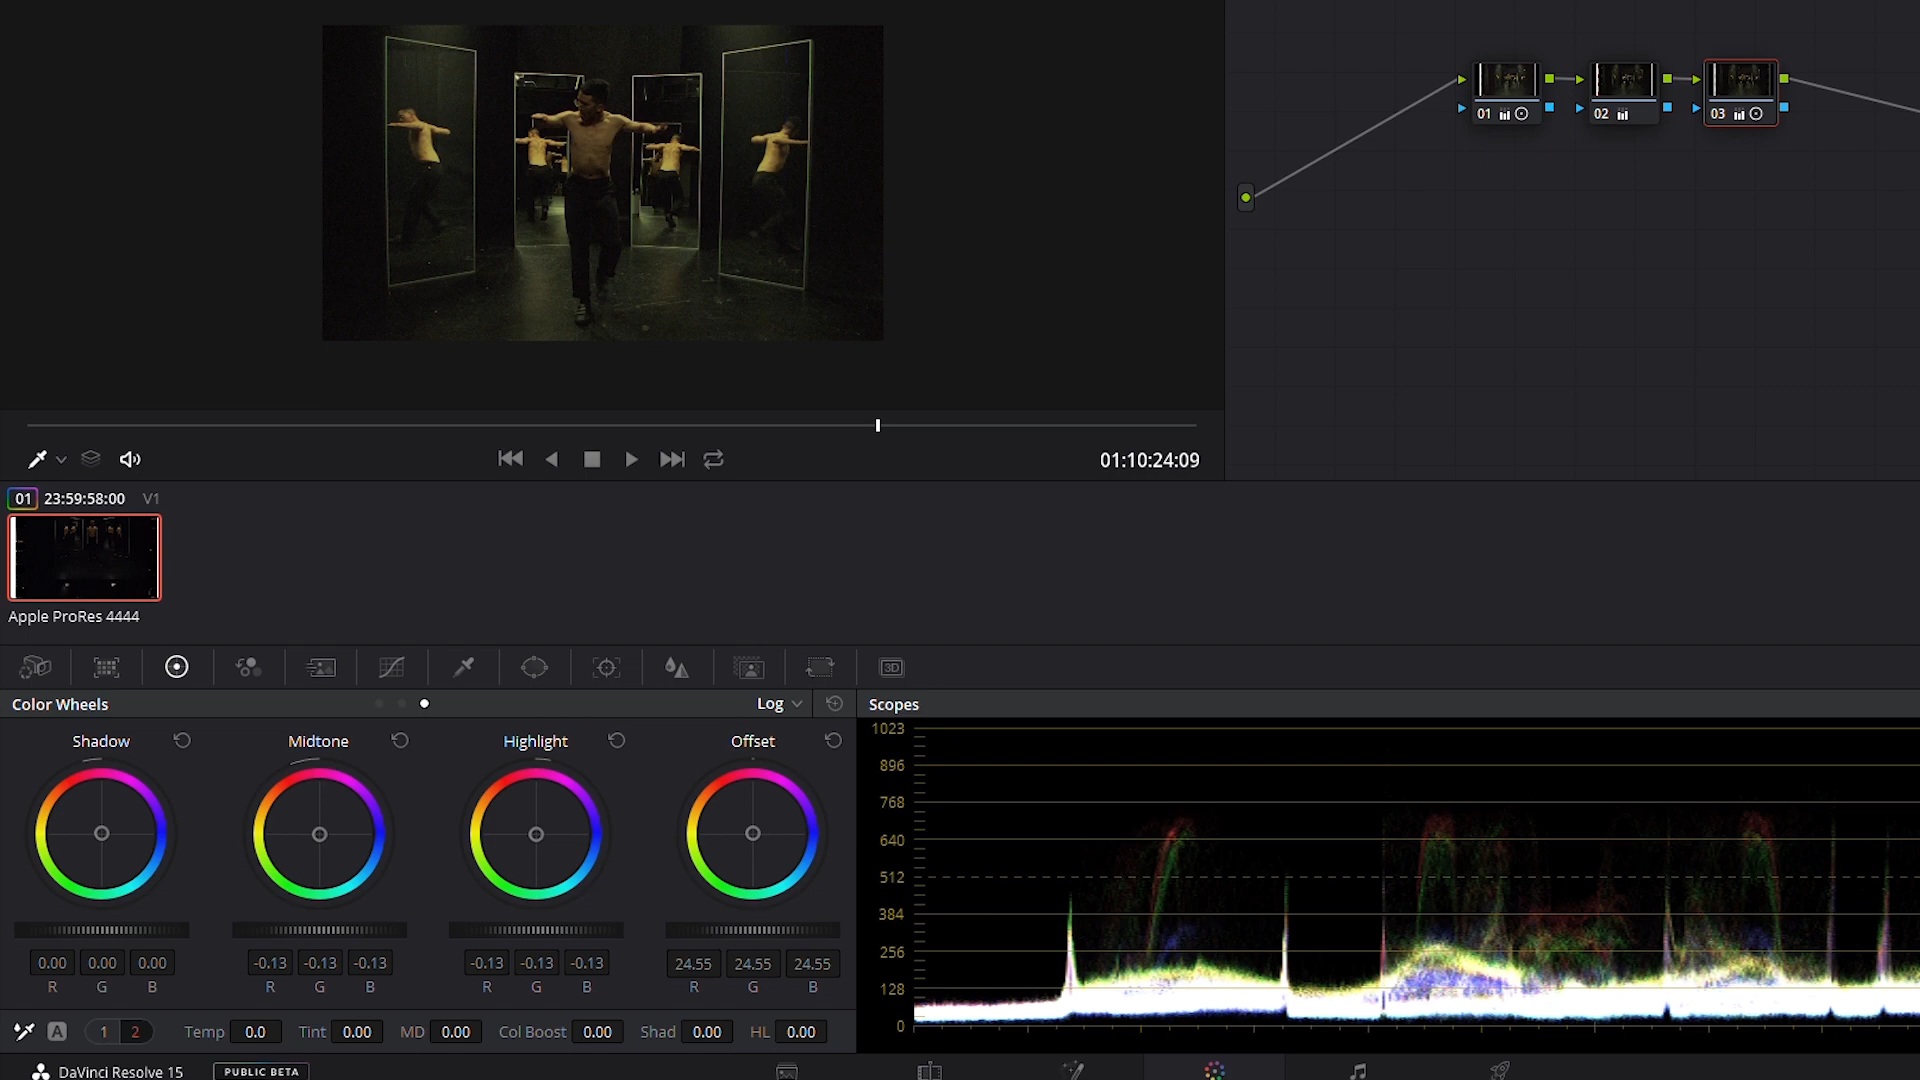 01 02 03
01:10:24:09
01 23:59:58:00 V1
Apple ProRes 4444
3D
Color Wheels Log Scopes
Shadow Midtone Highlight Offset
1023
896
768
640
512
384
256
128
0
0.00 0.00 0.00 -0.13 -0.13 -0.13 -0.13 -0.13 -0.13 24.55 24.55 24.55
R G B R G B R G B R G B
A 1 2 Temp 0.0 Tint 0.00 MD 0.00 Col Boost 0.00 Shad 0.00 HL 0.00
DaVinci Resolve 15 PUBLIC BETA